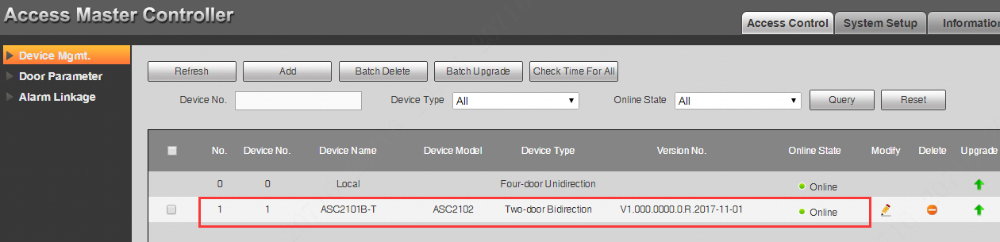 Access Master Controller
Access Control System Setup Information
Device Mgmt.
Door Parameter
Alarm Linkage
Refresh Add Batch Delete Batch Upgrade Check Time For All
Device No. Device Type All Online State All Query Reset
No. Device No. Device Name Device Model Device Type Version No. Online State Modify Delete Upgrade
0 0 Local Four-door Unidirection Online
1 1 ASC2101B-T ASC2102 Two-door Bidirection V1.000.0000.0.R.2017-11-01 Online